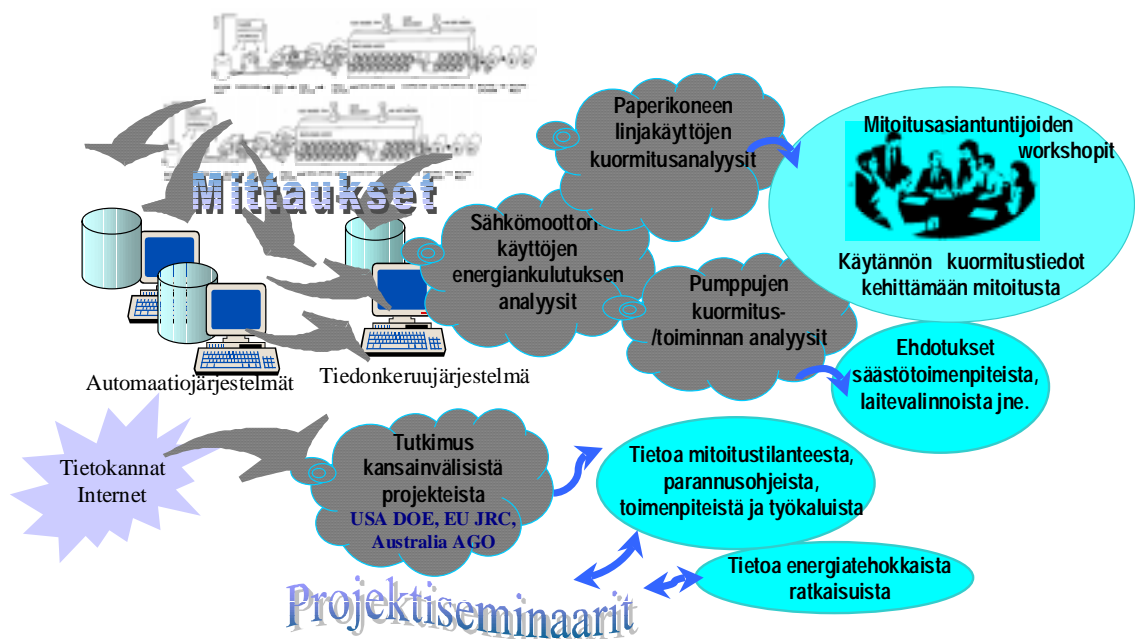 Paperikoneen
linjakäyttöjen
kuormitusanalyysit
Mitoitusasiantuntijoiden
workshopit
Käytännön kuormitustiedot
kehittämään mitoitusta
Mittaukset
Sähkömoottori
käyttöjen
energiankulutuksen
analyysit
Pumppujen
kuormitus-
/toiminnan analyysit
Ehdotukset
säästötoimenpiteista,
laitevalinnoista jne.
Automaatiojärjestelmät
Tiedonkeruujärjestelmä
Tietokannat
Internet
Tutkimus
kansainvälisistä
projekteista
USA DOE, EU JRC,
Australia AGO
Tietoa mitoitustilanteesta,
parannusohjeista,
toimenpiteistä ja työkaluista
Tietoa energiatehokkaista
ratkaisuista
Projektiseminaarit